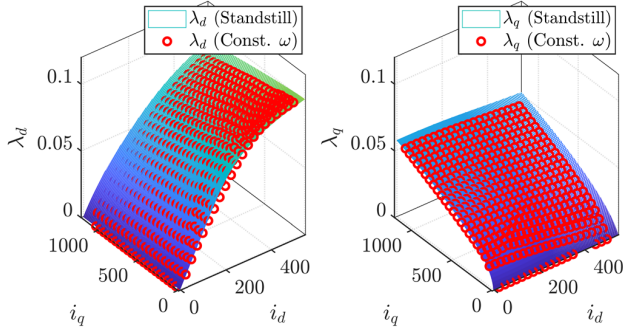 λd (Standstill)
λd (Const. ω)
0.1
0.05
0
λd
1000
500
0
iq
0
200
400
id
λq (Standstill)
λq (Const. ω)
0.1
0.05
0
λq
1000
500
0
iq
0
200
400
id